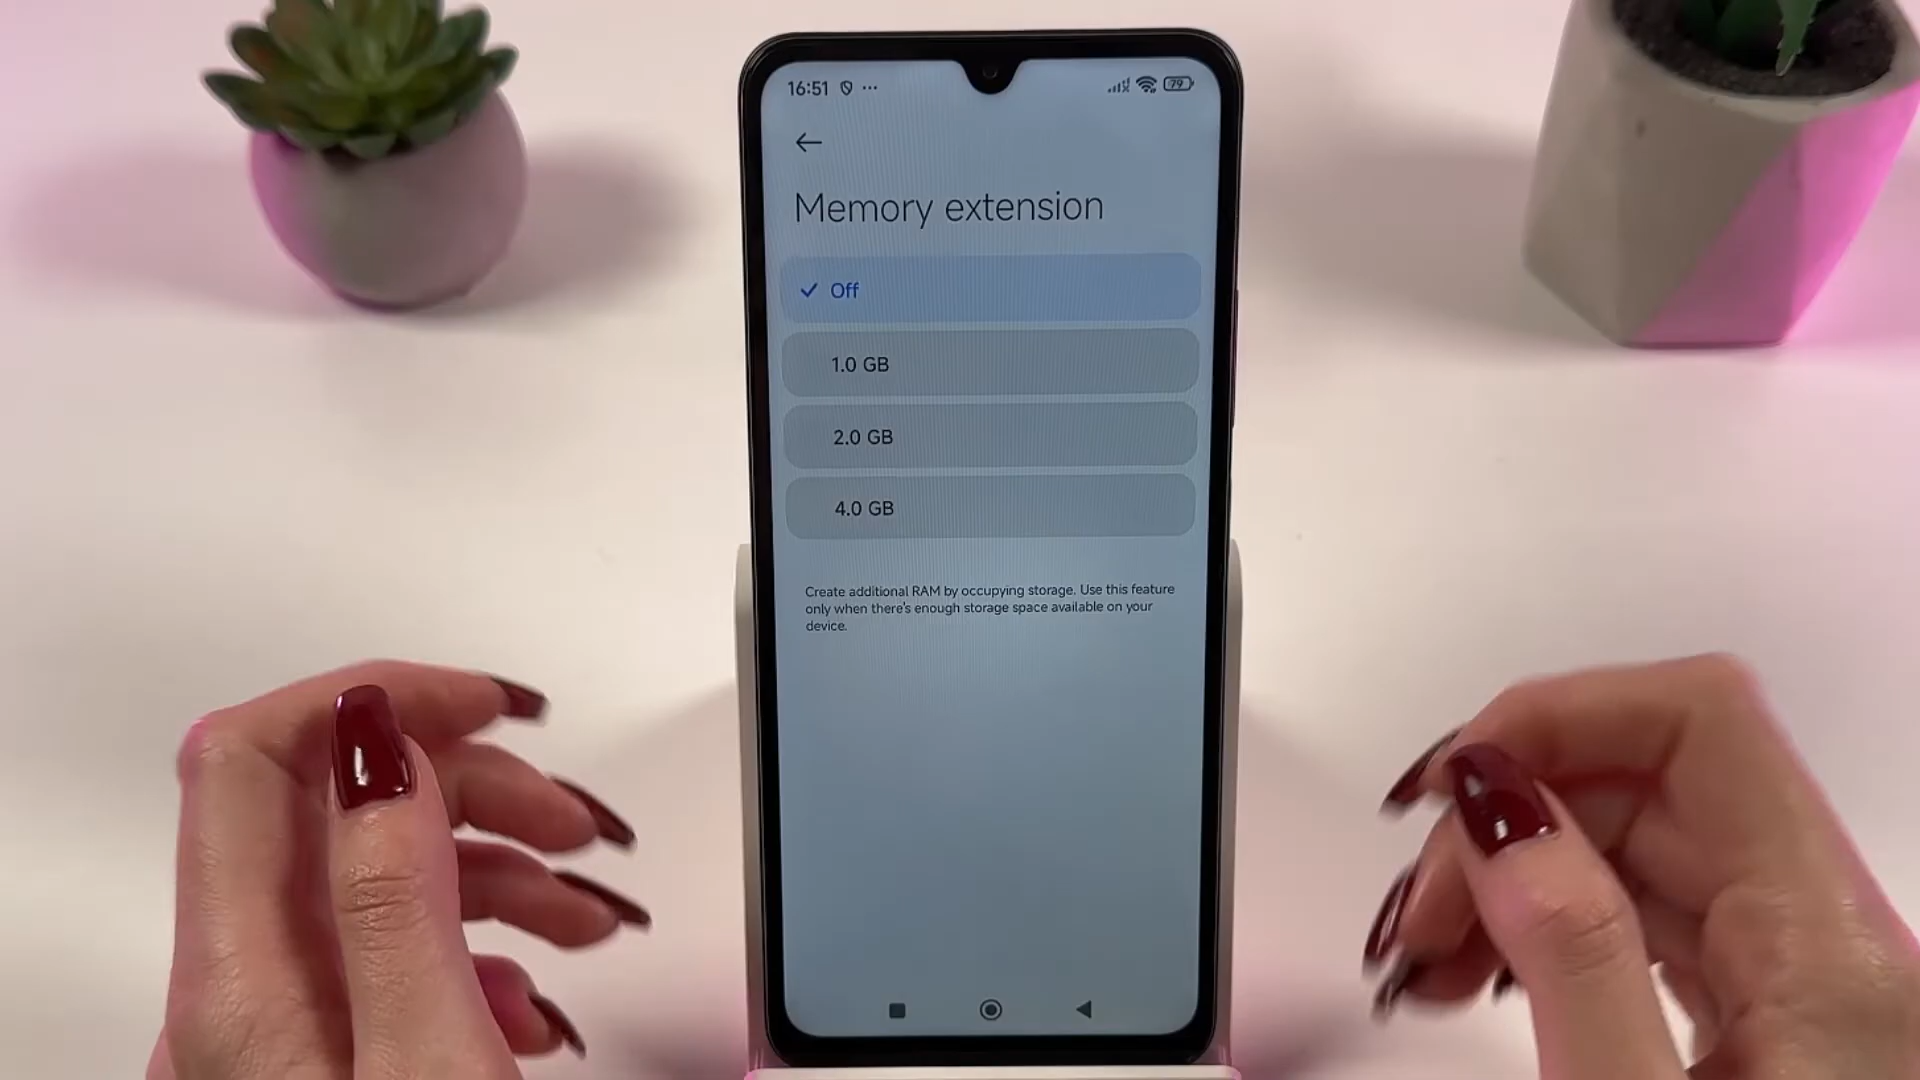 16:51 ...
79
Memory extension
Off
1.0 GB
2.0 GB
4.0 GB
Create additional RAM by occupying storage. Use this feature
only when there's enough storage space available on your
device.